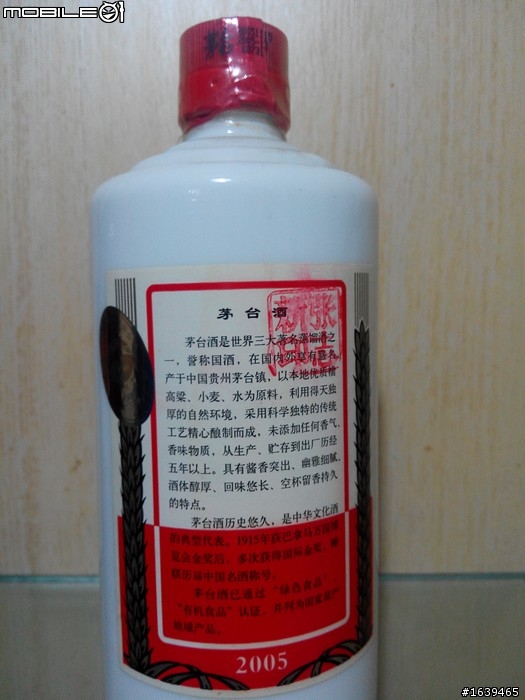 MOBILE01
茅台酒
茅台酒是世界三大著名蒸馏酒之
一，誉称国酒，在国内外享有盛名，
产于中国贵州茅台镇，以本地优质糯
高粱、小麦、水为原料，利用得天独
厚的自然环境，采用科学独特的传统
工艺精心酿制而成，未添加任何香气、
香味物质，从生产、贮存到出厂历经
五年以上。具有酱香突出、幽雅细腻、
酒体醇厚、回味悠长、空杯留香持久
的特点。
茅台酒历史悠久，是中华文化酒
的典型代表。1915年获巴拿马万国博
览会金奖后，多次获得国际金奖，蝉
联历届中国名酒称号。
茅台酒已通过“绿色食品”
“有机食品”认证，并列为国家原产
地域产品。
2005
#1639465